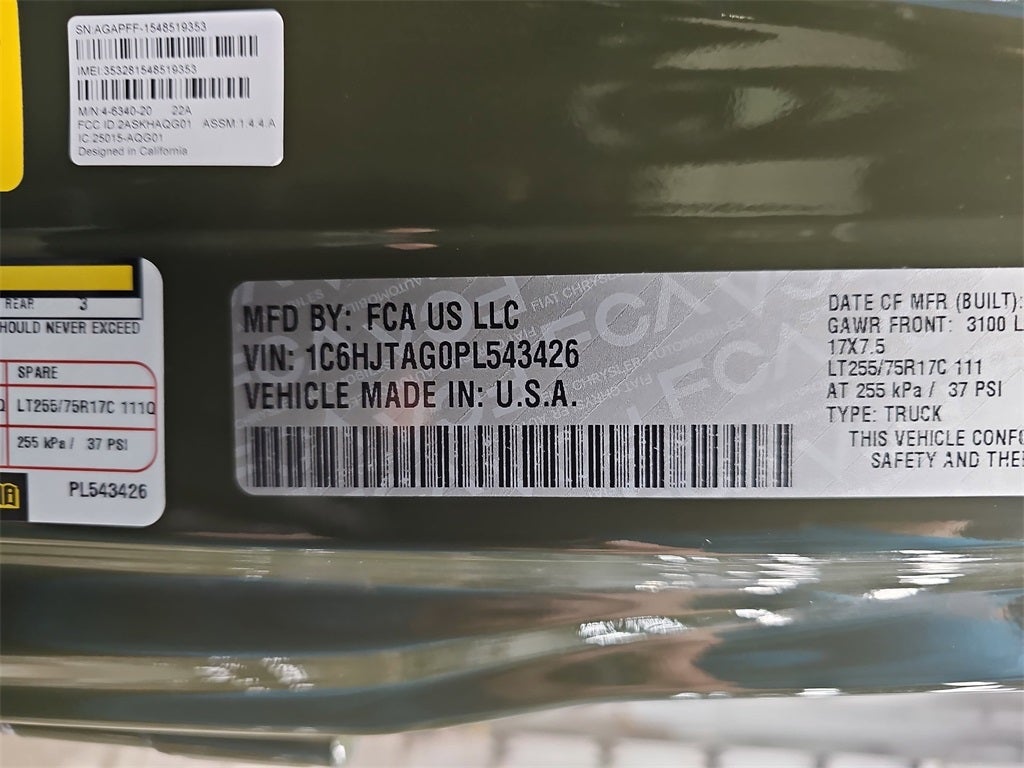 SN:AGAPFF-1548519353
IMEI:353281548519353
M/N:4-6340-20 22A
FCC ID:2ASKHAQG01 ASSM:1.4.4.A
IC:25015-AQG01
Designed in California
REAR 3
HOULD NEVER EXCEED
SPARE
LT255/75R17C 111Q
255 kPa / 37 PSI
PL543426
MFD BY: FCA US LLC
VIN: 1C6HJTAG0PL543426
VEHICLE MADE IN: U.S.A.
DATE OF MFR (BUILT):
GAWR FRONT: 3100 L
17X7.5
LT255/75R17C 111
AT 255 kPa / 37 PSI
TYPE: TRUCK
THIS VEHICLE CONFO
SAFETY AND THE